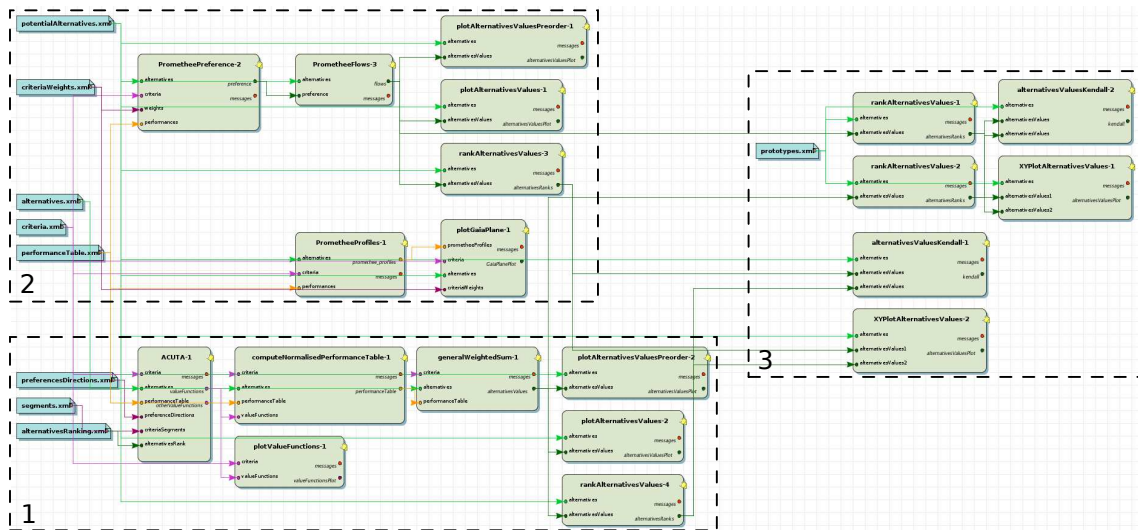 potentialAlternatives.xml
criteriaWeights.xml
alternatives.xml
criteria.xml
performanceTable.xml
2
PrometheePreference-2
alternatives
preference
criteria
messages
weights
performances
PrometheeFlows-3
alternatives
flows
preference
messages
plotAlternativesValuesPreorder-1
alternatives
messages
alternativesValues
alternativesValuesPlot
plotAlternativesValues-1
alternatives
messages
alternativesValues
alternativesValuesPlot
rankAlternativesValues-3
alternatives
messages
alternativesValues
alternativesRanks
PrometheeProfiles-1
alternatives
promethee_profiles
criteria
messages
performances
plotGaiaPlane-1
prometheeProfiles
messages
criteria
GaiaPlanePlot
alternatives
criteriaWeights
preferencesDirections.xml
segments.xml
alternativesRanking.xml
1
ACUTA-1
criteria
messages
alternatives
valueFunctions
performanceTable
otherValueFunctions
preferenceDirections
criteriaSegments
alternativesRank
computeNormalisedPerformanceTable-1
criteria
messages
alternatives
performanceTable
performanceTable
valueFunctions
plotValueFunctions-1
criteria
messages
valueFunctions
valueFunctionsPlot
generalWeightedSum-1
criteria
messages
alternatives
alternativesValues
performanceTable
plotAlternativesValuesPreorder-2
alternatives
messages
alternativesValues
alternativesValuesPlot
plotAlternativesValues-2
alternatives
messages
alternativesValues
alternativesValuesPlot
rankAlternativesValues-4
alternatives
messages
alternativesValues
alternativesRanks
prototypes.xml
3
rankAlternativesValues-1
alternatives
messages
alternativesValues
alternativesRanks
rankAlternativesValues-2
alternatives
messages
alternativesValues
alternativesRanks
alternativesValuesKendall-2
alternatives
messages
alternativesValues
kendall
alternativesValues
XYPlotAlternativesValues-1
alternatives
messages
alternativesValues1
alternativesValuesPlot
alternativesValues2
alternativesValuesKendall-1
alternatives
messages
alternativesValues
kendall
alternativesValues
XYPlotAlternativesValues-2
alternatives
messages
alternativesValues1
alternativesValuesPlot
alternativesValues2